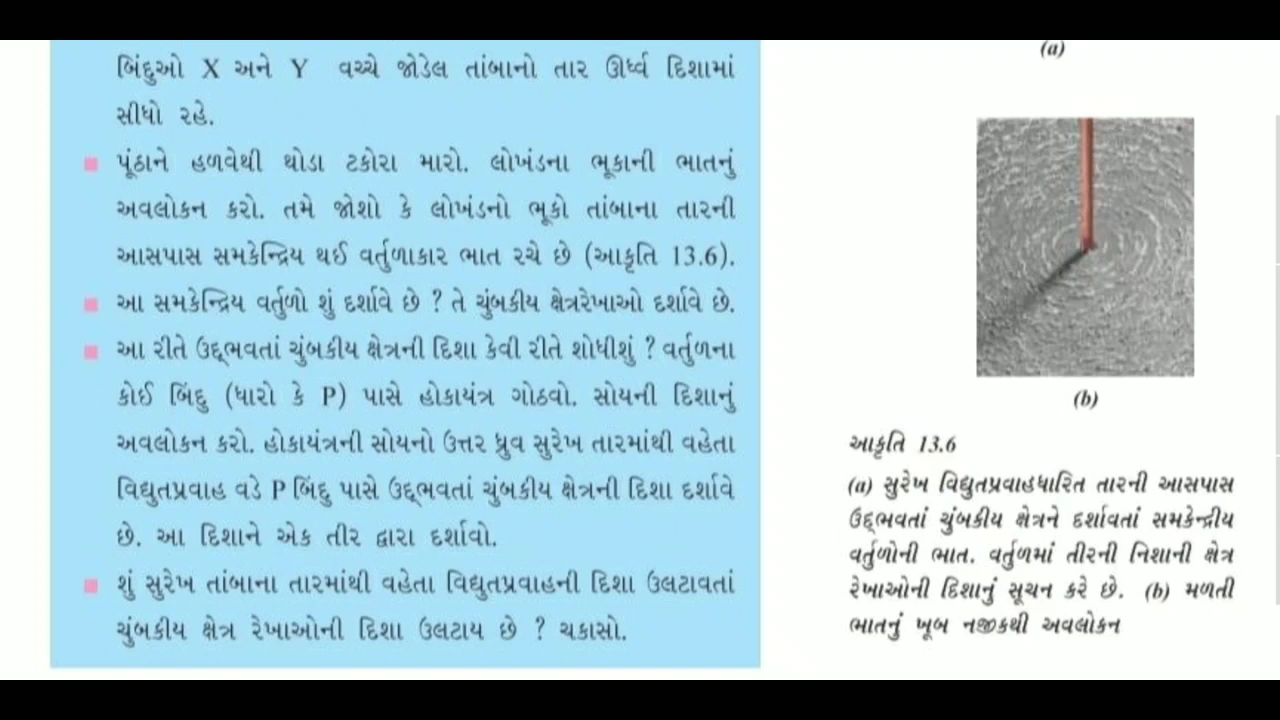 બિંદુઓ X અને Y વચ્ચે જોડેલ તાંબાનો તાર ઊર્ધ્વ દિશામાં
સીધો રહે.
પૂંઠાને હળવેથી થોડા ટકોરા મારો. લોખંડના ભૂકાની ભાતનું
અવલોકન કરો. તમે જોશો કે લોખંડનો ભૂકો તાંબાના તારની
આસપાસ સમકેન્દ્રિય થઈ વર્તુળાકાર ભાત રચે છે (આકૃતિ 13.6).
આ સમકેન્દ્રિય વર્તુળો શું દર્શાવે છે ? તે ચુંબકીય ક્ષેત્રરેખાઓ દર્શાવે છે.
આ રીતે ઉદ્ભવતાં ચુંબકીય ક્ષેત્રની દિશા કેવી રીતે શોધીશું ? વર્તુળના
કોઈ બિંદુ (ધારો કે P) પાસે હોકાયંત્ર ગોઠવો. સોયની દિશાનું
અવલોકન કરો. હોકાયંત્રની સોયનો ઉત્તર ધ્રુવ સુરેખ તારમાંથી વહેતા
વિદ્યુતપ્રવાહ વડે P બિંદુ પાસે ઉદ્ભવતાં ચુંબકીય ક્ષેત્રની દિશા દર્શાવે
છે. આ દિશાને એક તીર દ્વારા દર્શાવો.
શું સુરેખ તાંબાના તારમાંથી વહેતા વિદ્યુતપ્રવાહની દિશા ઉલટાવતાં
ચુંબકીય ક્ષેત્ર રેખાઓની દિશા ઉલટાય છે ? ચકાસો.
(a)
(b)
આકૃતિ 13.6
(a) સુરેખ વિદ્યુતપ્રવાહધારિત તારની આસપાસ
ઉદ્ભવતાં ચુંબકીય ક્ષેત્રને દર્શાવતાં સમકેન્દ્રીય
વર્તુળોની ભાત. વર્તુળમાં તીરની નિશાની ક્ષેત્ર
રેખાઓની દિશાનું સૂચન કરે છે. (b) મળતી
ભાતનું ખૂબ નજીકથી અવલોકન